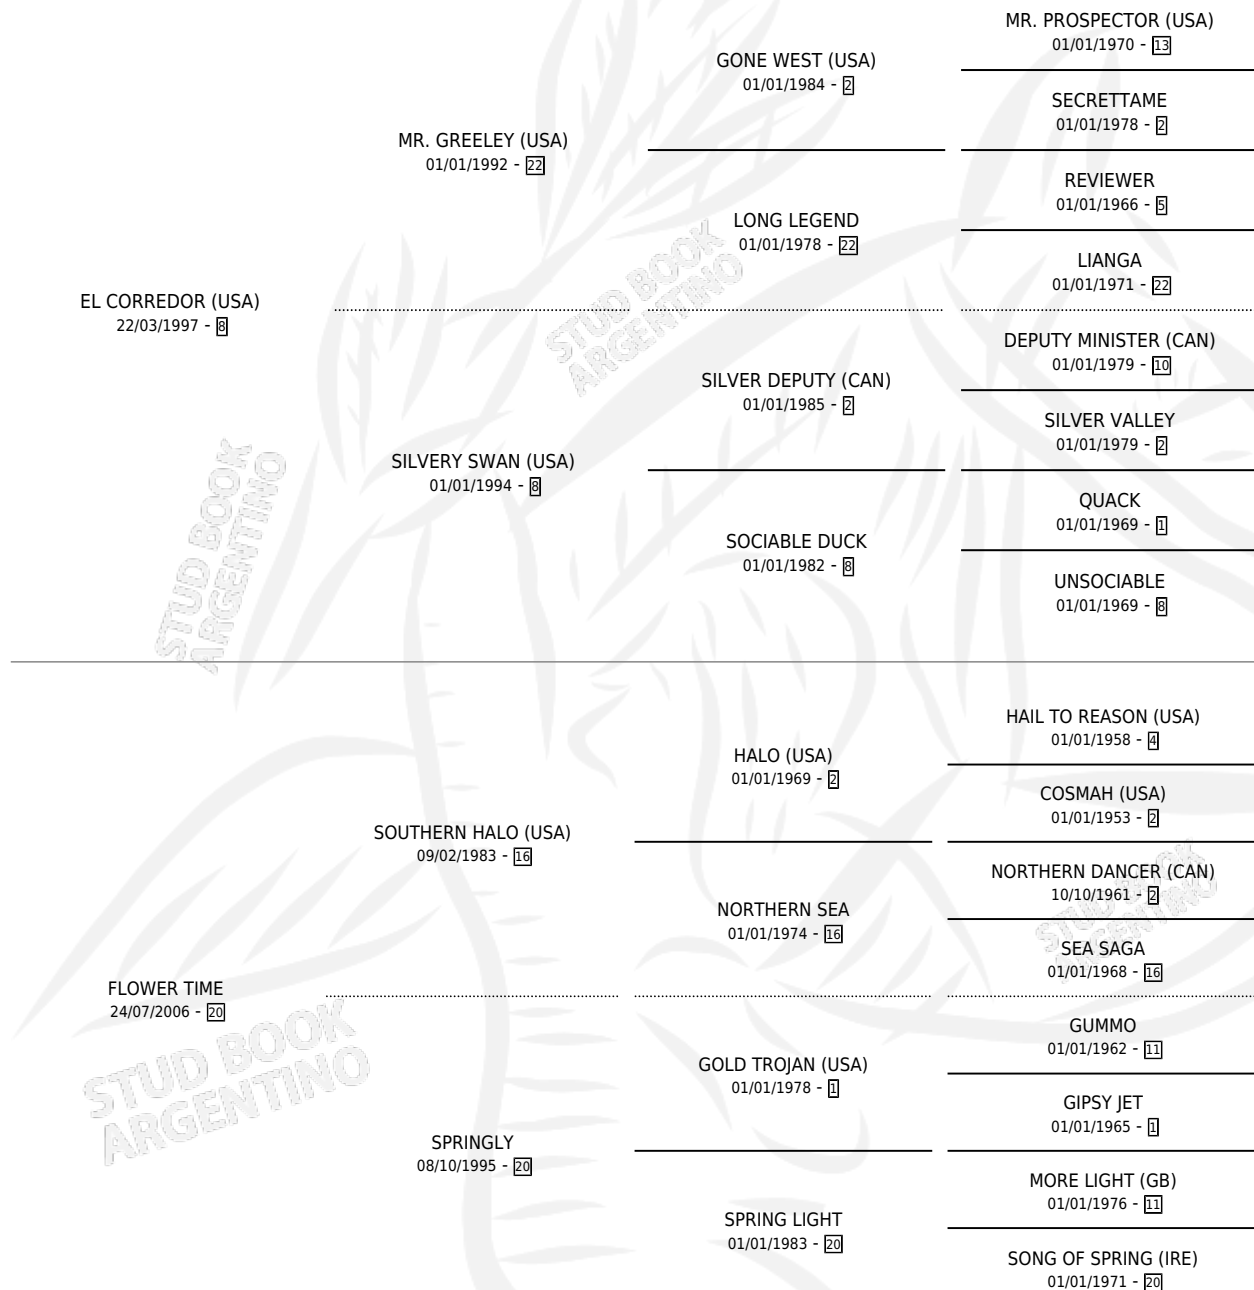 MR. PROSPECTOR (USA)
01/01/1970 - 13
GONE WEST (USA)
01/01/1984 - 2
SECRETTAME
01/01/1978 - 2
MR. GREELEY (USA)
01/01/1992 - 22
REVIEWER
01/01/1966 - 5
LONG LEGEND
01/01/1978 - 22
LIANGA
01/01/1971 - 22
EL CORREDOR (USA)
22/03/1997 - 8
DEPUTY MINISTER (CAN)
01/01/1979 - 10
SILVER DEPUTY (CAN)
01/01/1985 - 2
SILVER VALLEY
01/01/1979 - 2
SILVERY SWAN (USA)
01/01/1994 - 8
QUACK
01/01/1969 - 1
SOCIABLE DUCK
01/01/1982 - 8
UNSOCIABLE
01/01/1969 - 8
HAIL TO REASON (USA)
01/01/1958 - 4
HALO (USA)
01/01/1969 - 2
COSMAH (USA)
01/01/1953 - 2
SOUTHERN HALO (USA)
09/02/1983 - 16
NORTHERN DANCER (CAN)
10/10/1961 - 2
NORTHERN SEA
01/01/1974 - 16
SEA SAGA
01/01/1968 - 16
FLOWER TIME
24/07/2006 - 20
GUMMO
01/01/1962 - 11
GOLD TROJAN (USA)
01/01/1978 - 1
GIPSY JET
01/01/1965 - 1
SPRINGLY
08/10/1995 - 20
MORE LIGHT (GB)
01/01/1976 - 11
SPRING LIGHT
01/01/1983 - 20
SONG OF SPRING (IRE)
01/01/1971 - 20
STUD BOOK
ARGENTINO
STUD BOOK
ARGENTINO
STUD BOOK
ARGENTINO
STUD BOOK
ARGENTINO